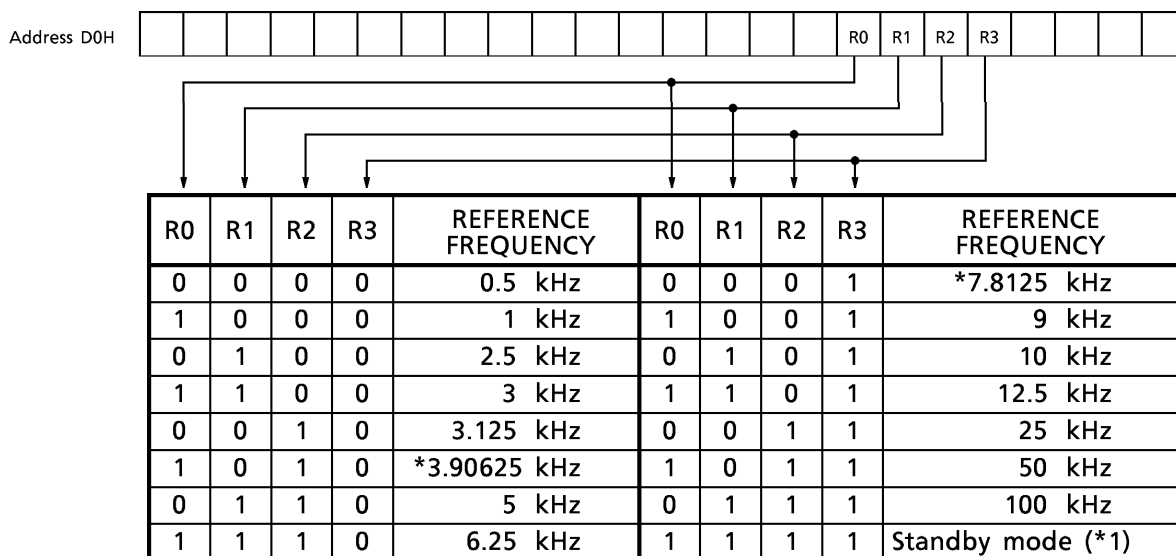 Address D0H R0 R1 R2 R3
R0 R1 R2 R3 REFERENCE FREQUENCY R0 R1 R2 R3 REFERENCE FREQUENCY
0 0 0 0 0.5 kHz 0 0 0 1 *7.8125 kHz
1 0 0 0 1 kHz 1 0 0 1 9 kHz
0 1 0 0 2.5 kHz 0 1 0 1 10 kHz
1 1 0 0 3 kHz 1 1 0 1 12.5 kHz
0 0 1 0 3.125 kHz 0 0 1 1 25 kHz
1 0 1 0 *3.90625 kHz 1 0 1 1 50 kHz
0 1 1 0 5 kHz 0 1 1 1 100 kHz
1 1 1 0 6.25 kHz 1 1 1 1 Standby mode (*1)